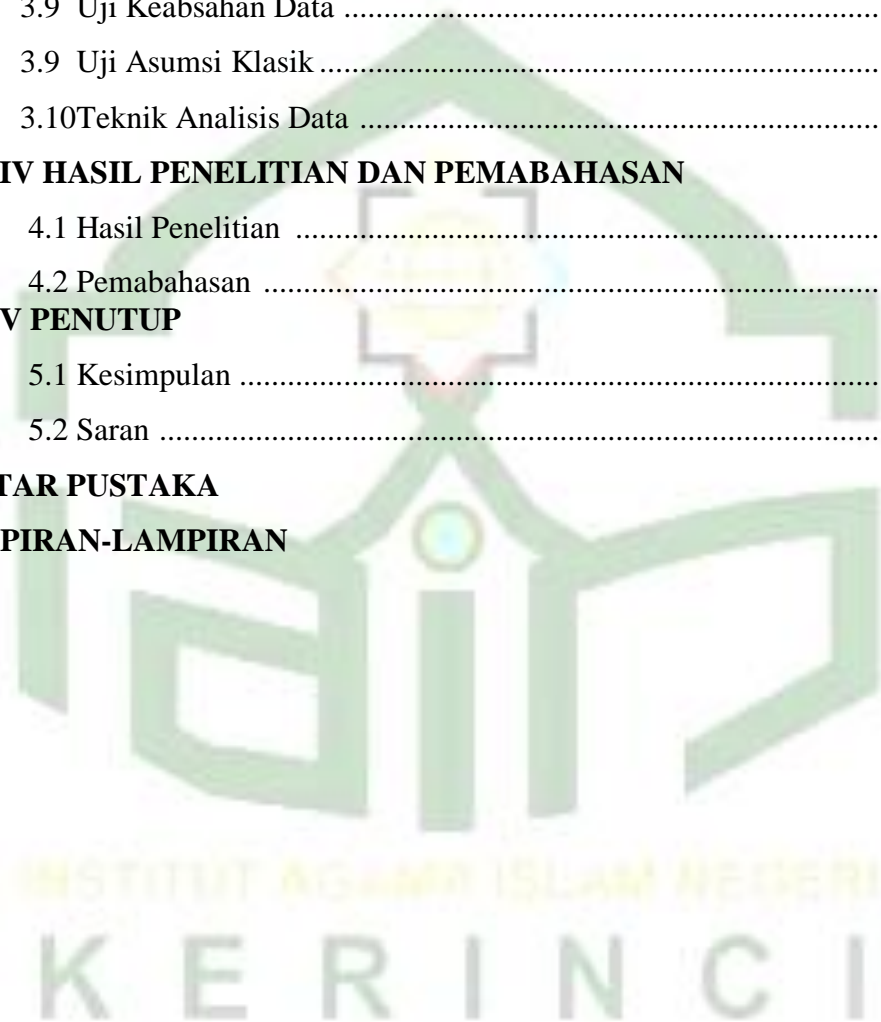 3.9 Uji Keabsahan Data ...................................................................
3.9 Uji Asumsi Klasik ......................................................................
3.10Teknik Analisis Data .................................................................
IV HASIL PENELITIAN DAN PEMABAHASAN
4.1 Hasil Penelitian .........................................................................
4.2 Pemabahasan .............................................................................
V PENUTUP
5.1 Kesimpulan ................................................................................
5.2 Saran ..........................................................................................
TAR PUSTAKA
PIRAN-LAMPIRAN
INSTITUT AGAMA ISLAM NEGERI
KERINCI